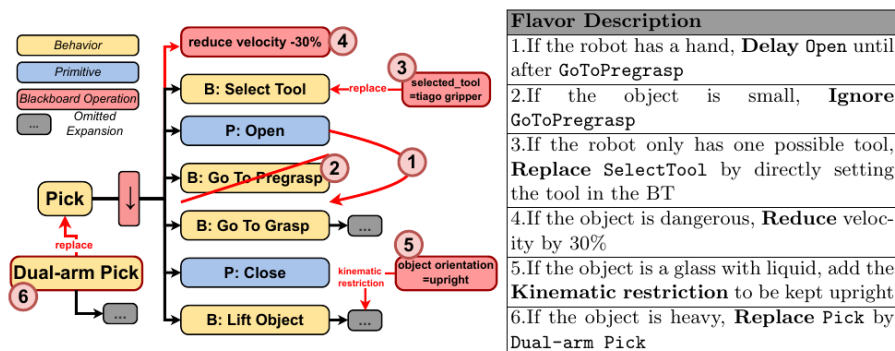 Behavior
Primitive
Blackboard Operation
...
Omitted
Expansion
reduce velocity -30%
4
B: Select Tool
replace
3
selected_tool
=tiago gripper
P: Open
1
B: Go To Pregrasp
2
Pick
↓
B: Go To Grasp
...
replace
5
P: Close
kinematic
restriction
object orientation
=upright
Dual-arm Pick
6
...
B: Lift Object
...
Flavor Description
1.If the robot has a hand, Delay Open until
after GoToPregrasp
2.If the object is small, Ignore
GoToPregrasp
3.If the robot only has one possible tool,
Replace SelectTool by directly setting
the tool in the BT
4.If the object is dangerous, Reduce veloc-
ity by 30%
5.If the object is a glass with liquid, add the
Kinematic restriction to be kept upright
6.If the object is heavy, Replace Pick by
Dual-arm Pick